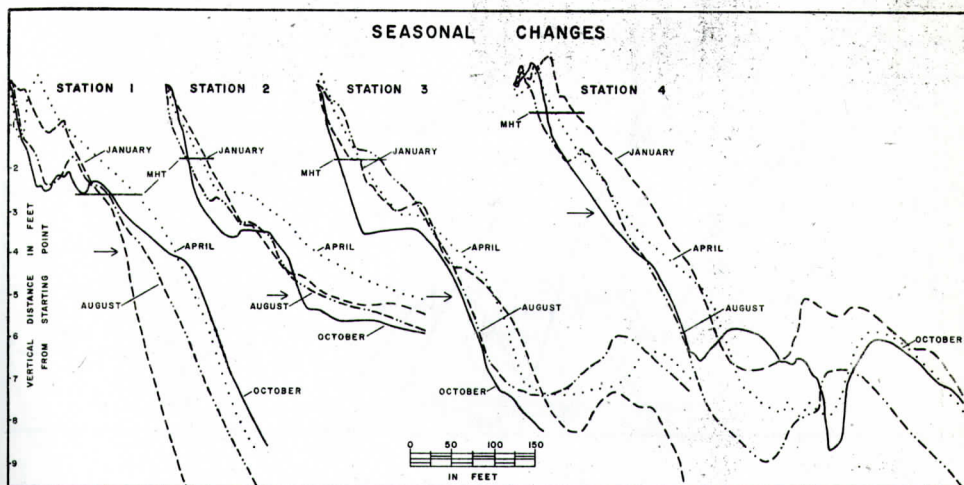 SEASONAL CHANGES
STATION 1
STATION 2
STATION 3
STATION 4
MHT
JANUARY
MHT
JANUARY
MHT
JANUARY
JANUARY
APRIL
APRIL
APRIL
APRIL
AUGUST
AUGUST
AUGUST
AUGUST
OCTOBER
OCTOBER
OCTOBER
OCTOBER
VERTICAL DISTANCE IN FEET
FROM STARTING POINT
-1
-2
-3
-4
-5
-6
-7
-8
-9
0 50 100 150
IN FEET